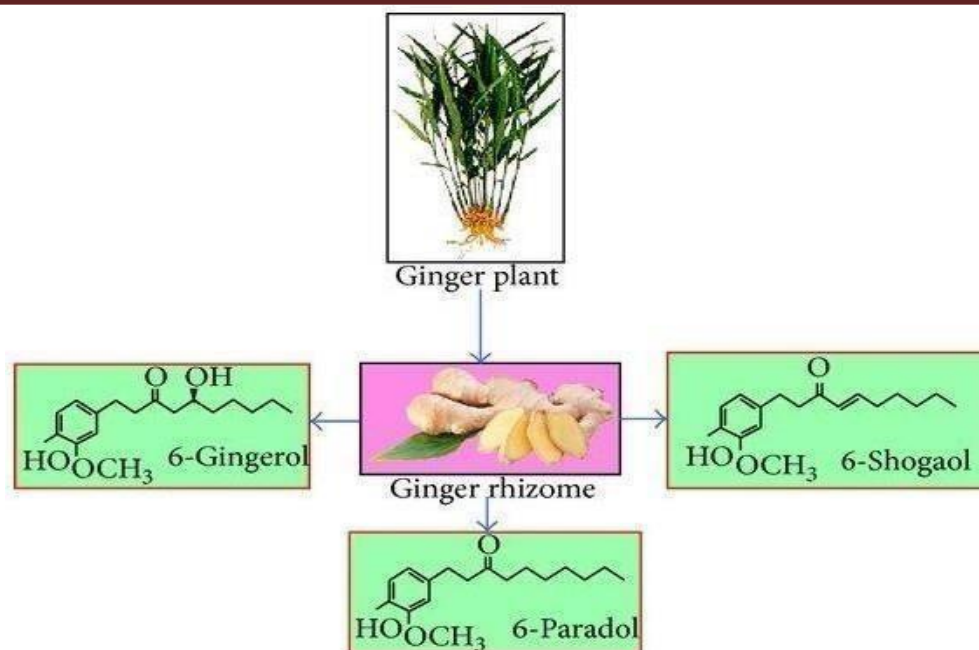 Ginger plant
O OH
HO
OCH3
6-Gingerol
Ginger rhizome
O
HO
OCH3
6-Shogaol
O
HO
OCH3
6-Paradol